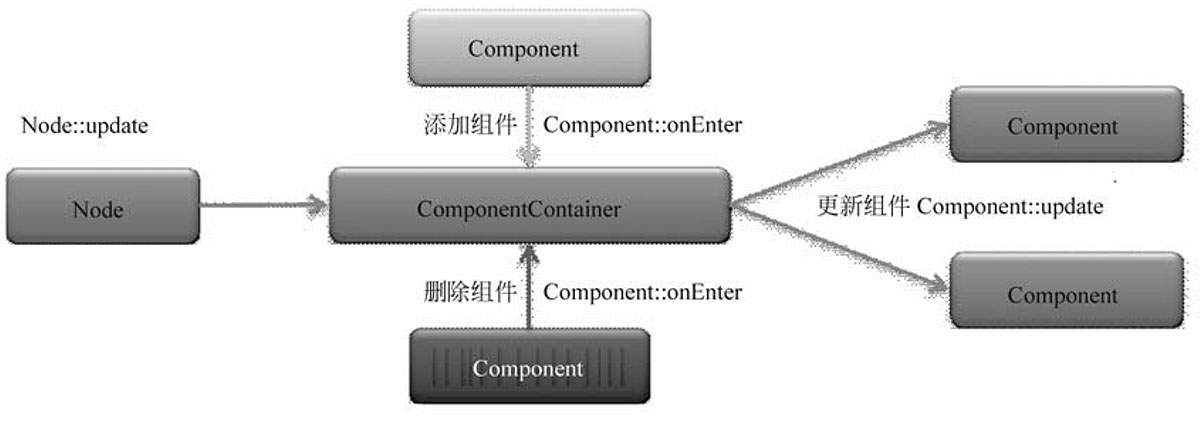 Component
Node::update
添加组件 Component::onEnter
Component
Node
ComponentContainer
更新组件 Component::update
删除组件 Component::onEnter
Component
Component